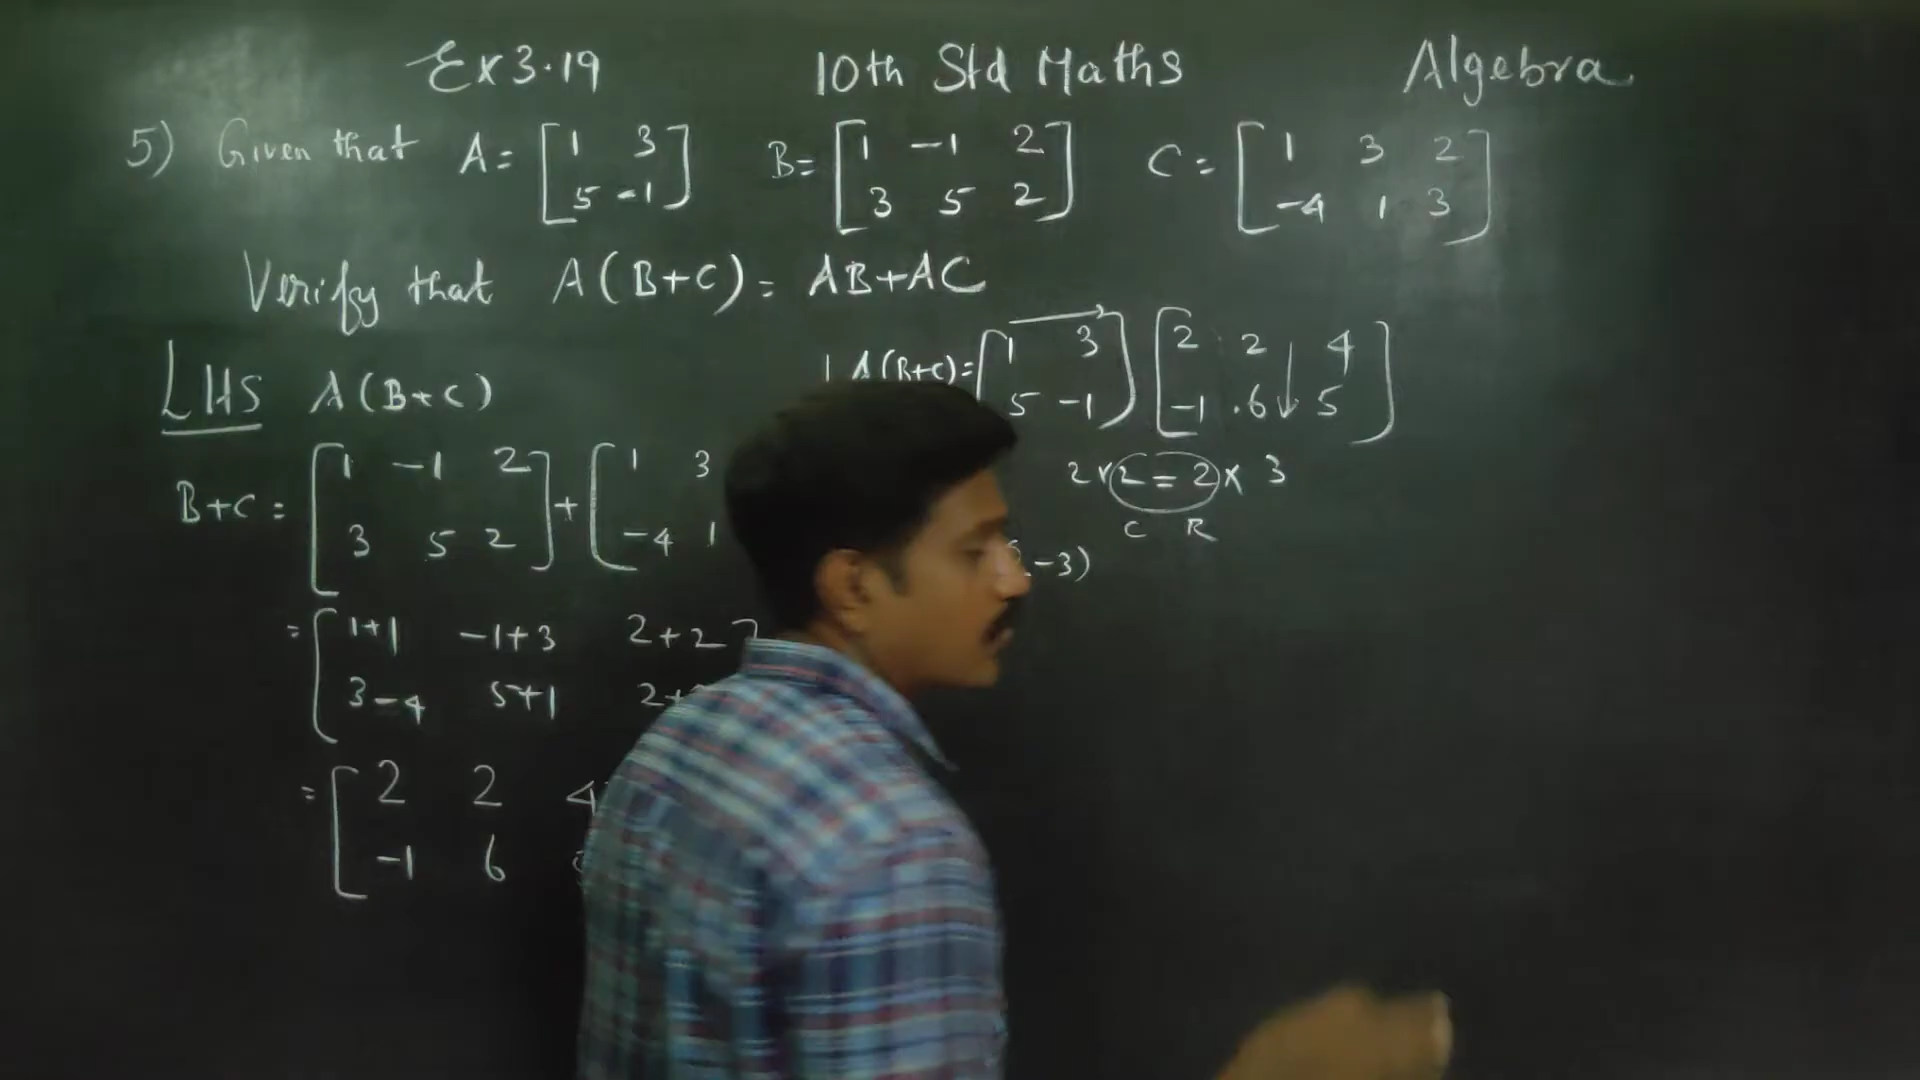 Ex 3.19 10th Std Maths Algebra
5) Given that A = [ 1 3 B = [ 1 -1 2 C = [ 1 3 2
5 -1 ] 3 5 2 ] -4 1 3 ]
Verify that A(B+C) = AB+AC
LHS A(B+C)
B+C = [ 1 -1 2 ] + [ 1 3
3 5 2 -4 1
= [ 1+1 -1+3 2+2 ]
3-4 5+1 2+
= [ 2 2 4
-1 6
A(B+C) = [ 1 3 ] [ 2 2 4 ]
5 -1 -1 .6 5
2×2 = 2×3
C R
-3)